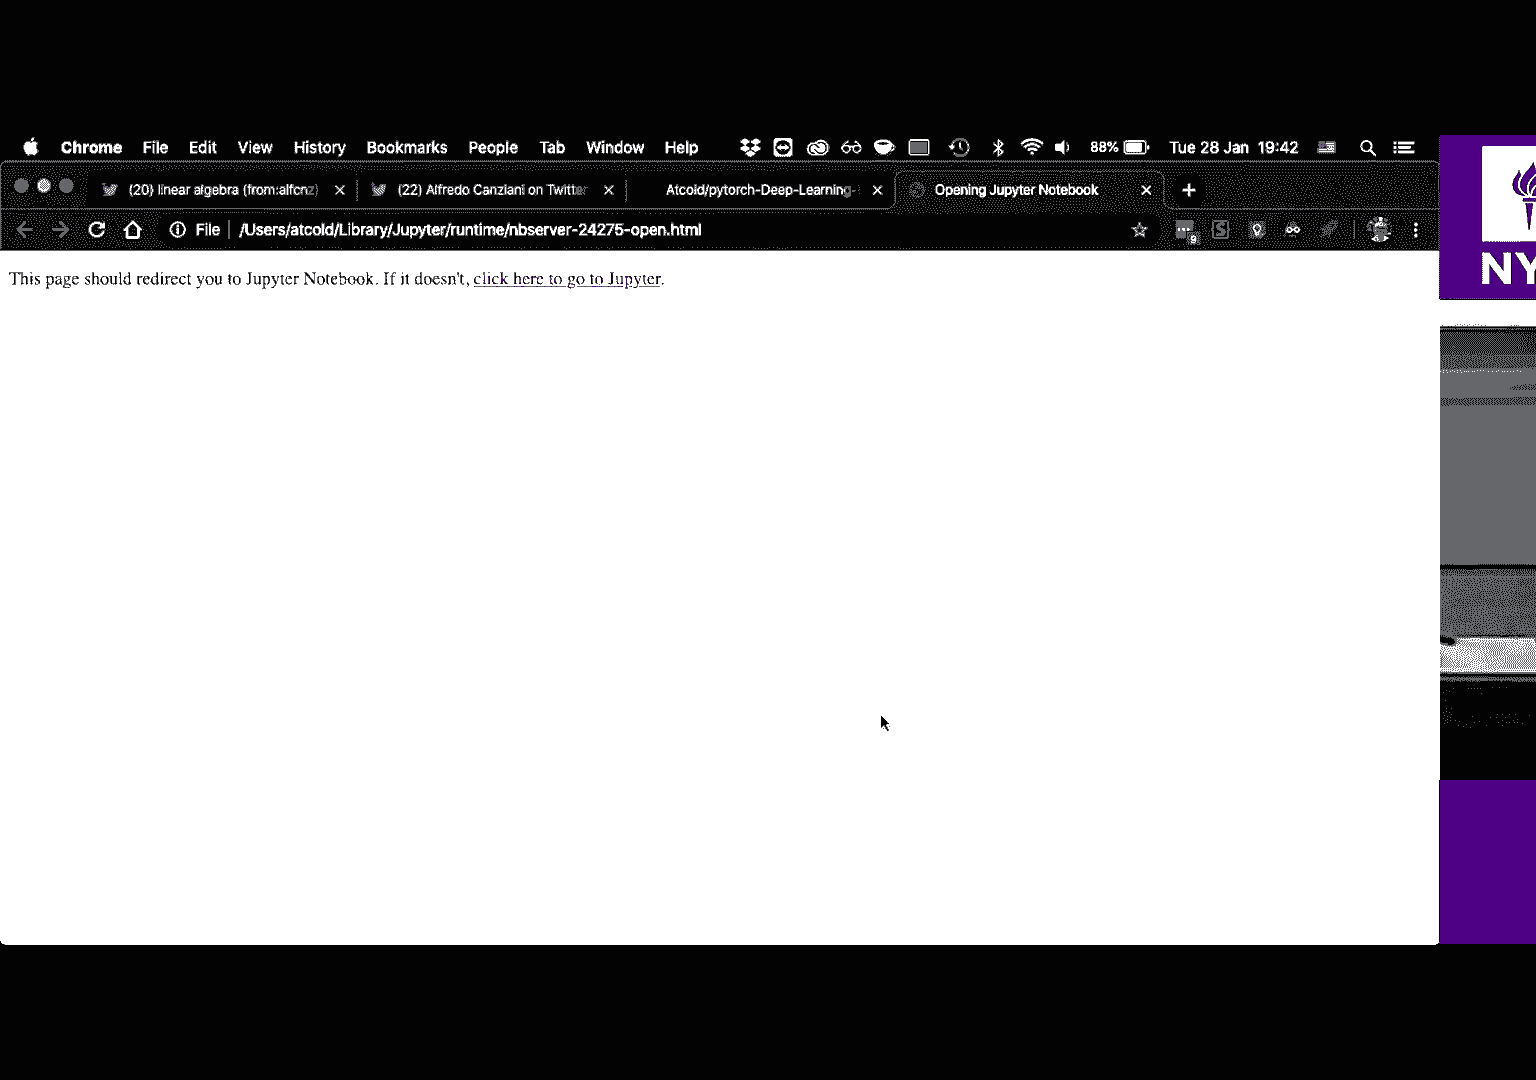 Chrome File Edit View History Bookmarks People Tab Window Help 88% Tue 28 Jan 19:42
(20) linear algebra (from:alfcnz) (22) Alfredo Canziani on Twitter Atcold/pytorch-Deep-Learning- Opening Jupyter Notebook
File /Users/atcold/Library/Jupyter/runtime/nbserver-24275-open.html 9
This page should redirect you to Jupyter Notebook. If it doesn't, click here to go to Jupyter.
NY